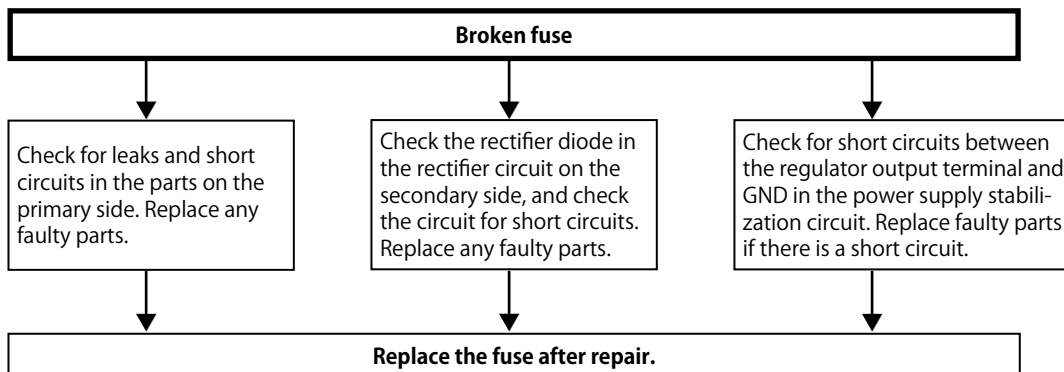 Broken fuse
Check for leaks and short
circuits in the parts on the
primary side. Replace any
faulty parts.
Check the rectifier diode in
the rectifier circuit on the
secondary side, and check
the circuit for short circuits.
Replace any faulty parts.
Check for short circuits between
the regulator output terminal and
GND in the power supply stabili-
zation circuit. Replace faulty parts
if there is a short circuit.
Replace the fuse after repair.